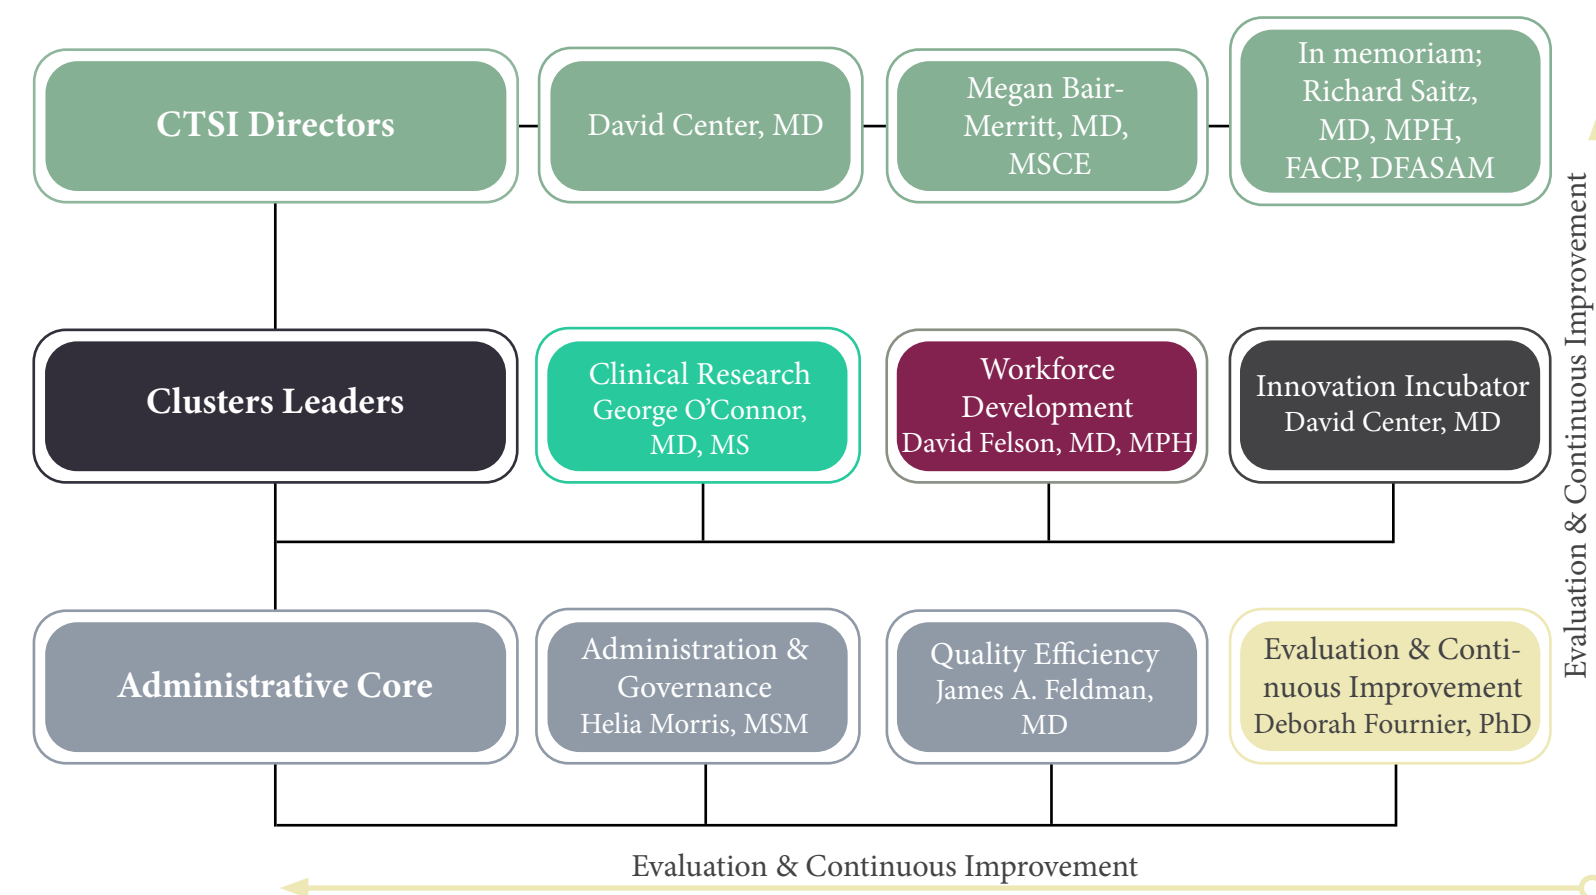 CTSI Directors
David Center, MD
Megan Bair-
Merritt, MD,
MSCE
In memoriam;
Richard Saitz,
MD, MPH,
FACP, DFASAM
Clusters Leaders
Clinical Research
George O’Connor,
MD, MS
Workforce
Development
David Felson, MD, MPH
Innovation Incubator
David Center, MD
Administrative Core
Administration &
Governance
Helia Morris, MSM
Quality Efficiency
James A. Feldman,
MD
Evaluation & Conti-
nuous Improvement
Deborah Fournier, PhD
Evaluation & Continuous Improvement
Evaluation & Continuous Improvement